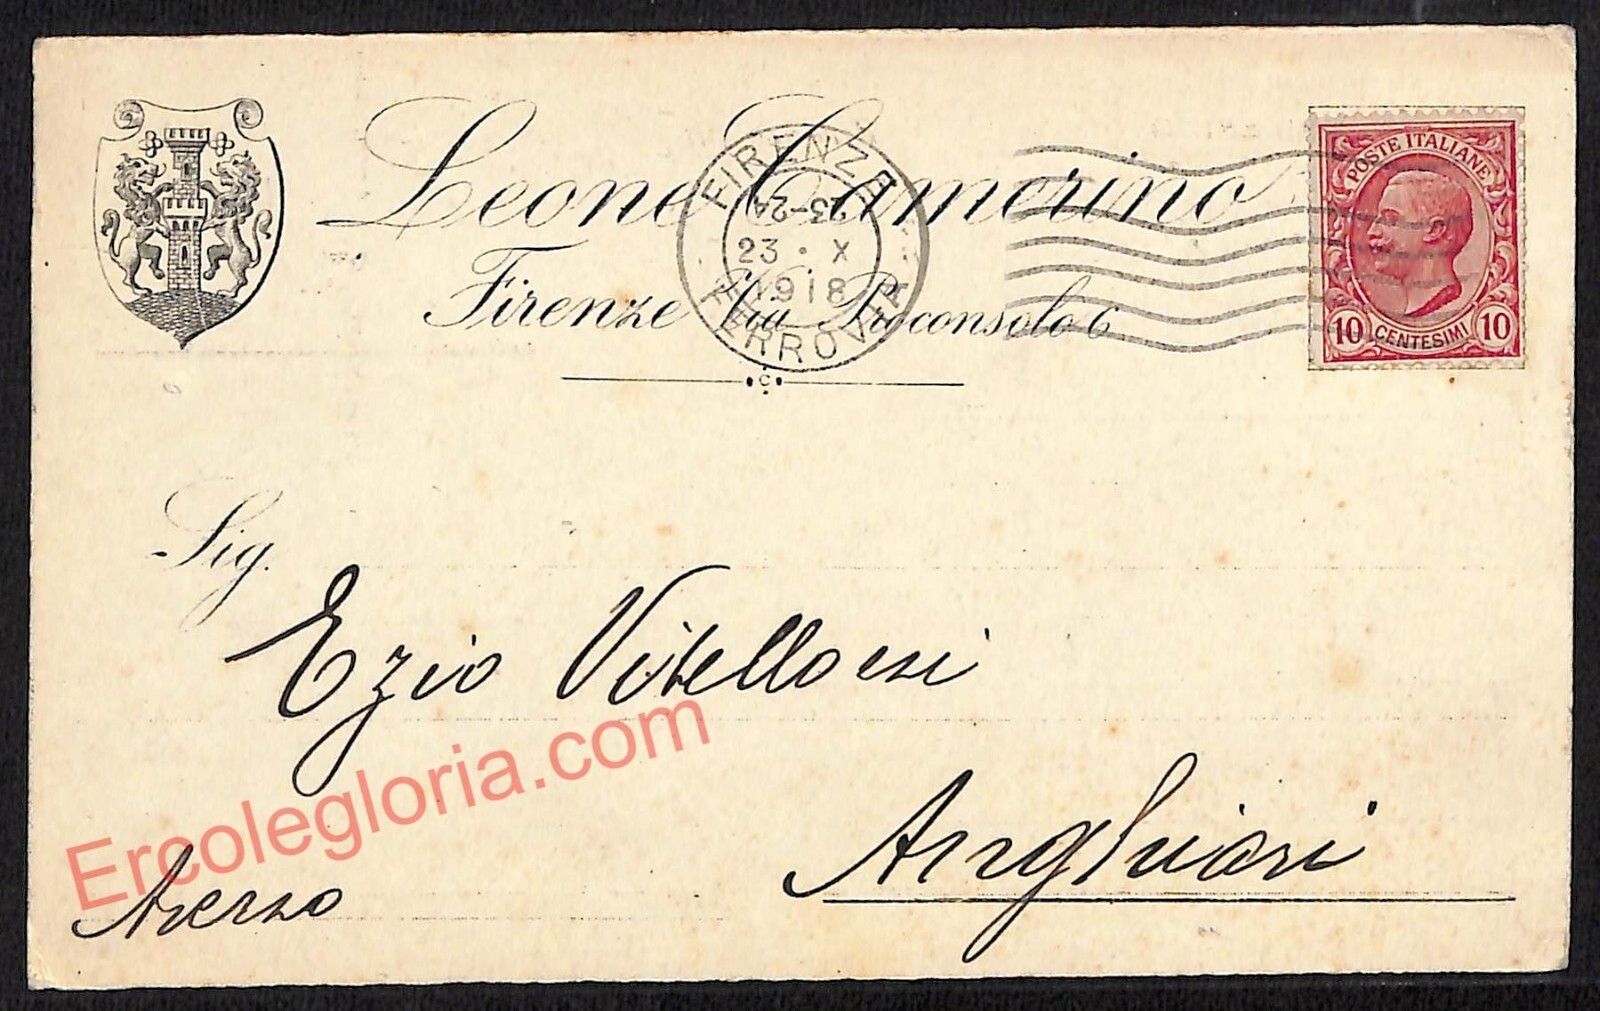 Leone Camerino
Firenze Via Proconsolo 6
FIRENZE
23 · X
1918
FERROVIA
POSTE ITALIANE
10 CENTESIMI 10
Sig.
Ezio
Anghiari
Arezzo
Ercolegloria.com